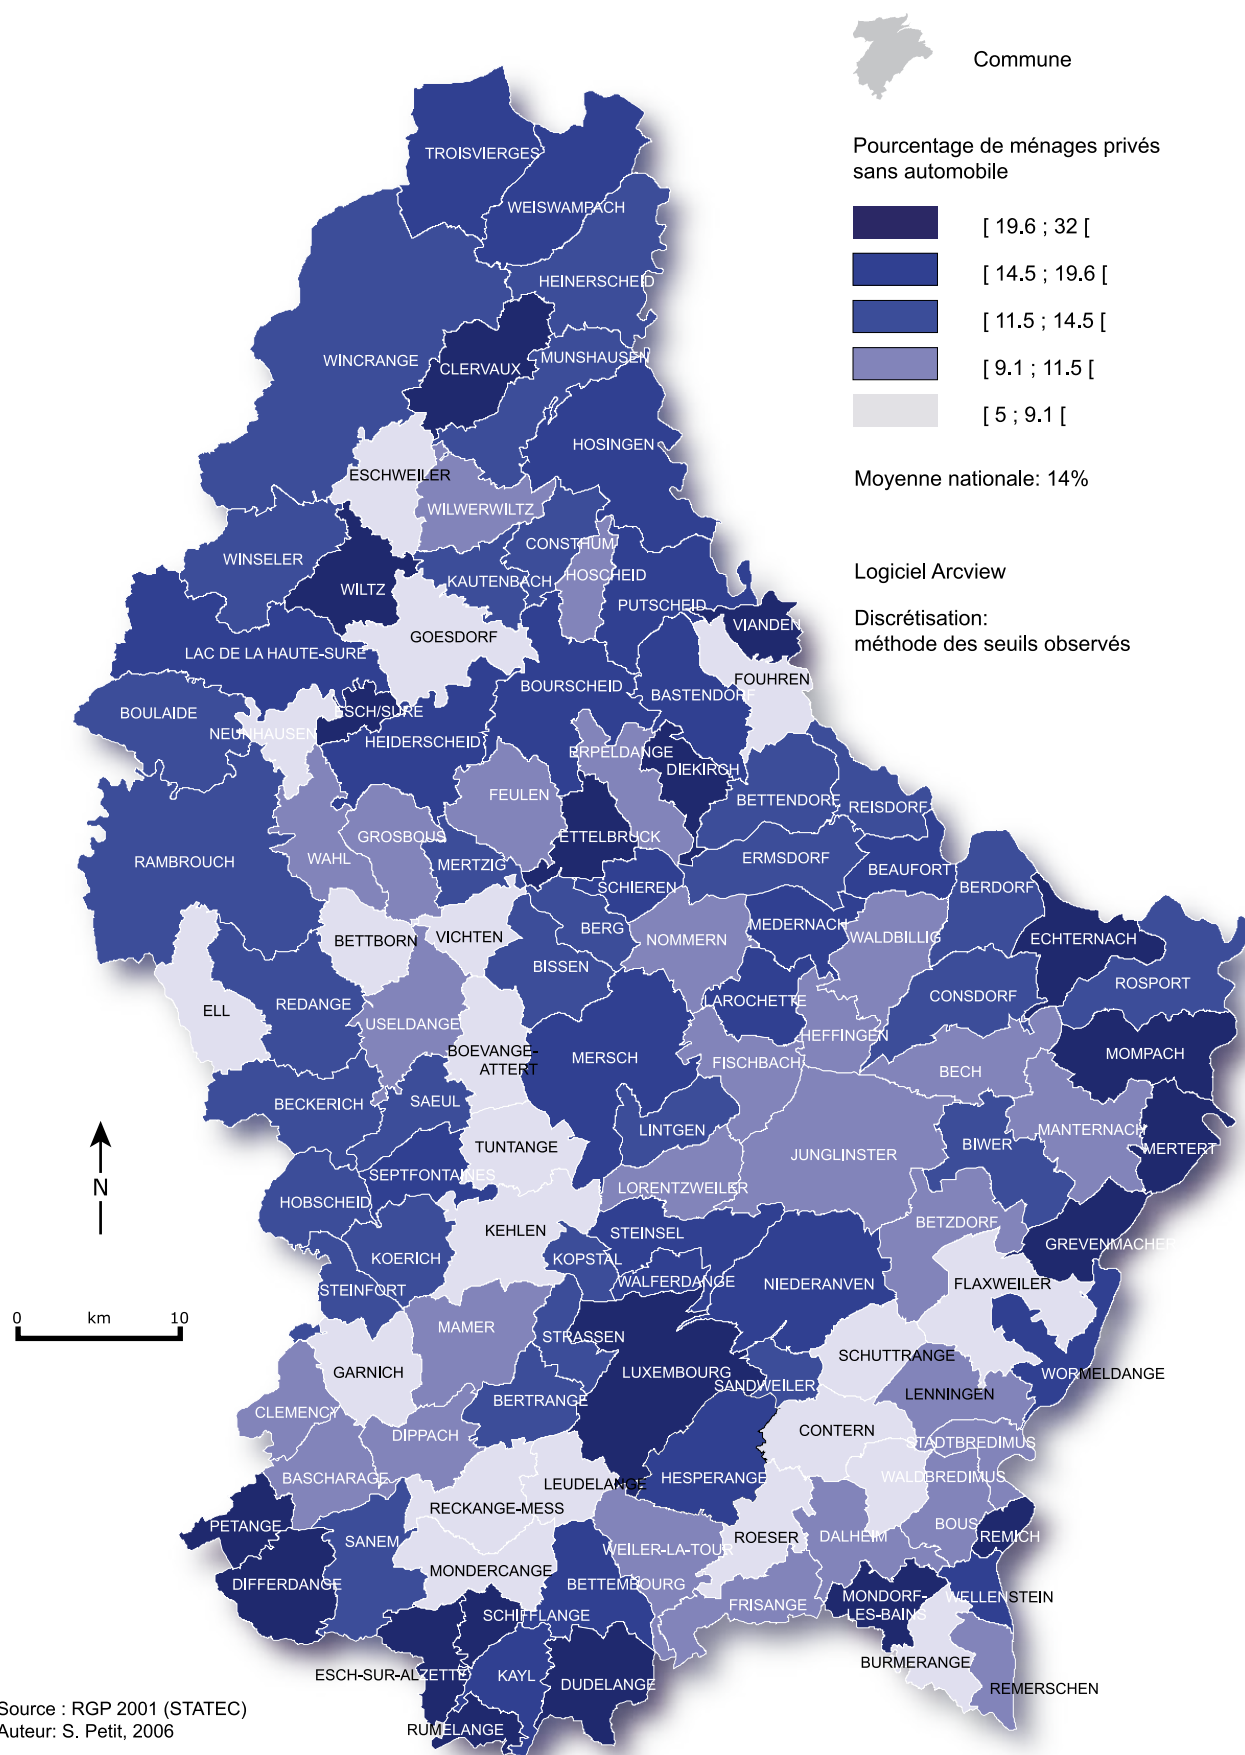 Commune
Pourcentage de ménages privés
sans automobile
[ 19.6 ; 32 [
[ 14.5 ; 19.6 [
[ 11.5 ; 14.5 [
[ 9.1 ; 11.5 [
[ 5 ; 9.1 [
Moyenne nationale: 14%
Logiciel Arcview
Discrétisation:
méthode des seuils observés
TROISVIERGES
WEISWAMPACH
HEINERSCHEID
WINCRANGE
CLERVAUX
MUNSHAUSEN
HOSINGEN
ESCHWEILER
WILWERWILTZ
WINSELER
CONSTHUM
WILTZ
KAUTENBACH
HOSCHEID
PUTSCHEID
VIANDEN
GOESDORF
LAC DE LA HAUTE-SURE
FOUHREN
BOURSCHEID
BASTENDORF
BOULAIDE
ESCH/SURE
NEUNHAUSEN
HEIDERSCHEID
ERPELDANGE
DIEKIRCH
FEULEN
BETTENDORF
REISDORF
GROSBOUS
ETTELBRUCK
RAMBROUCH
WAHL
MERTZIG
ERMSDORF
BEAUFORT
SCHIEREN
BERDORF
BETTBORN
VICHTEN
BERG
NOMMERN
MEDERNACH
WALDBILLIG
ECHTERNACH
BISSEN
ROSPORT
ELL
REDANGE
LAROCHETTE
CONSDORF
USELDANGE
HEFFINGEN
BOEVANGE-
ATTERT
MERSCH
FISCHBACH
BECH
MOMPACH
BECKERICH
SAEUL
LINTGEN
MANTERNACH
BIWER
MERTERT
TUNTANGE
JUNGLINSTER
SEPTFONTAINES
LORENTZWEILER
HOBSCHEID
KEHLEN
BETZDORF
STEINSEL
GREVENMACHER
KOERICH
KOPSTAL
WALFERDANGE
NIEDERANVEN
FLAXWEILER
STEINFORT
MAMER
STRASSEN
SCHUTTRANGE
GARNICH
LUXEMBOURG
SANDWEILER
WORMELDANGE
LENNINGEN
BERTRANGE
CLEMENCY
CONTERN
DIPPACH
STADTBREDIMUS
BASCHARAGE
LEUDELANGE
HESPERANGE
WALDBREDIMUS
RECKANGE-MESS
PETANGE
SANEM
ROESER
DALHEIM
BOUS
REMICH
WEILER-LA-TOUR
MONDERCANGE
DIFFERDANGE
BETTEMBOURG
FRISANGE
MONDORF-
LES-BAINS
WELLENSTEIN
SCHIFFLANGE
ESCH-SUR-ALZETTE
KAYL
DUDELANGE
BURMERANGE
REMERSCHEN
RUMELANGE
N
0 km 10
Source : RGP 2001 (STATEC)
Auteur: S. Petit, 2006